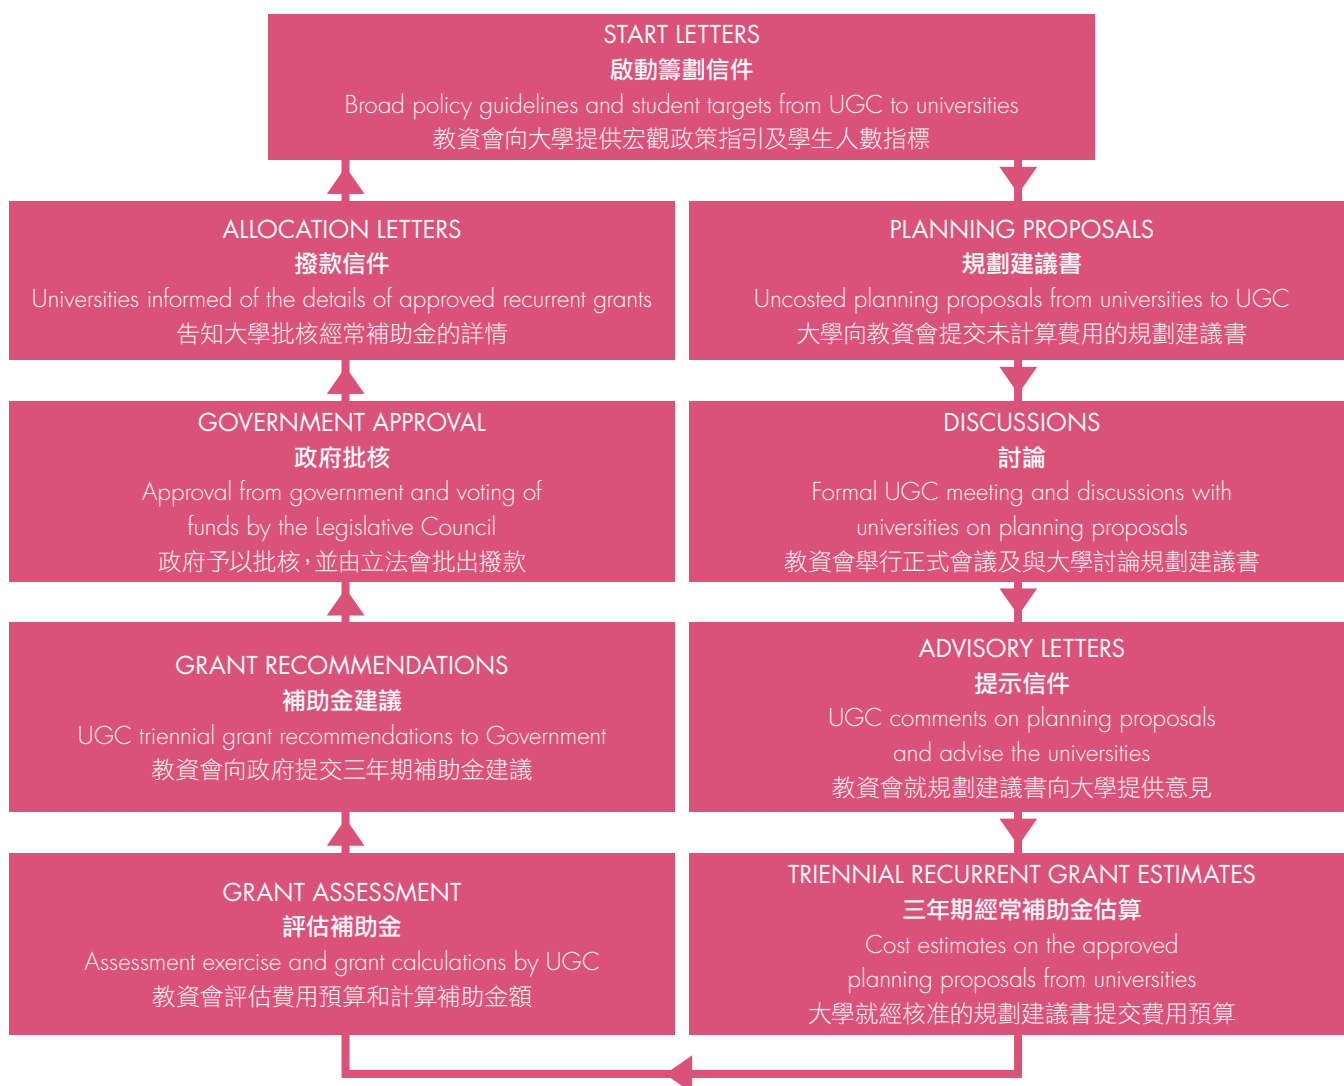 START LETTERS
啟動籌劃信件
Broad policy guidelines and student targets from UGC to universities
教資會向大學提供宏觀政策指引及學生人數指標
PLANNING PROPOSALS
規劃建議書
Uncosted planning proposals from universities to UGC
大學向教資會提交未計算費用的規劃建議書
DISCUSSIONS
討論
Formal UGC meeting and discussions with
universities on planning proposals
教資會舉行正式會議及與大學討論規劃建議書
ADVISORY LETTERS
提示信件
UGC comments on planning proposals
and advise the universities
教資會就規劃建議書向大學提供意見
TRIENNIAL RECURRENT GRANT ESTIMATES
三年期經常補助金估算
Cost estimates on the approved
planning proposals from universities
大學就經核准的規劃建議書提交費用預算
GRANT ASSESSMENT
評估補助金
Assessment exercise and grant calculations by UGC
教資會評估費用預算和計算補助金額
GRANT RECOMMENDATIONS
補助金建議
UGC triennial grant recommendations to Government
教資會向政府提交三年期補助金建議
GOVERNMENT APPROVAL
政府批核
Approval from government and voting of
funds by the Legislative Council
政府予以批核，並由立法會批出撥款
ALLOCATION LETTERS
撥款信件
Universities informed of the details of approved recurrent grants
告知大學批核經常補助金的詳情